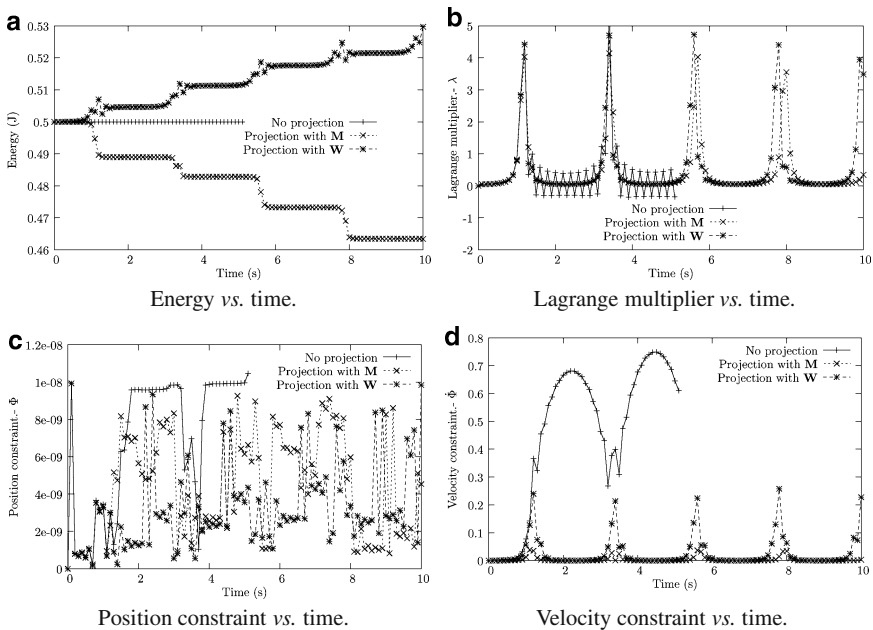 a
0.53
0.52
0.51
0.5
0.49
0.48
0.47
0.46
Energy (J)
No projection
Projection with M
Projection with W
0 2 4 6 8 10
Time (s)
Energy vs. time.
b
5
4
3
2
1
0
-1
-2
Lagrange multiplier.- λ
No projection
Projection with M
Projection with W
0 2 4 6 8 10
Time (s)
Lagrange multiplier vs. time.
c
1.2e-08
1e-08
8e-09
6e-09
4e-09
2e-09
0
Position constraint.- Φ
No projection
Projection with M
Projection with W
0 2 4 6 8 10
Time (s)
Position constraint vs. time.
d
0.8
0.7
0.6
0.5
0.4
0.3
0.2
0.1
0
Velocity constraint.- Φ̇
No projection
Projection with M
Projection with W
0 2 4 6 8 10
Time (s)
Velocity constraint vs. time.